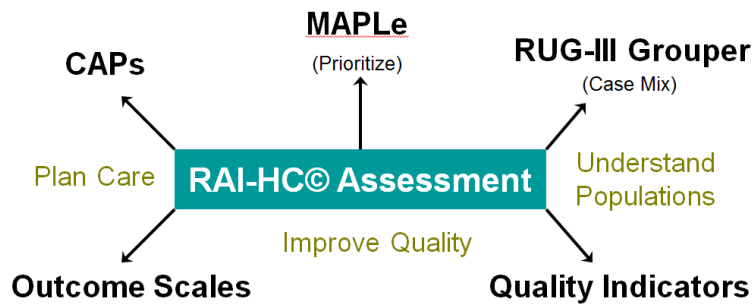 MAPLe
(Prioritize)
CAPs
RUG-III Grouper
(Case Mix)
Plan Care
RAI-HC© Assessment
Understand
Populations
Improve Quality
Outcome Scales
Quality Indicators